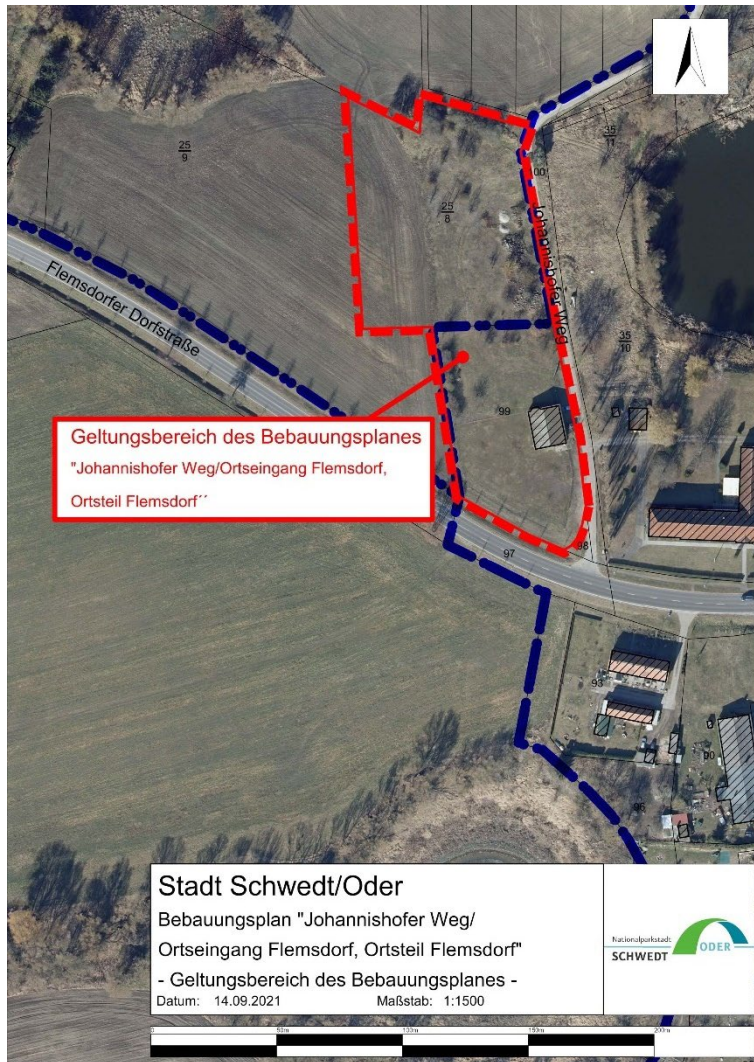 25
9
25
8
100
35
11
Johannishofer Weg
35
10
Flemsdorfer Dorfstraße
99
Geltungsbereich des Bebauungsplanes
"Johannishofer Weg/Ortseingang Flemsdorf,
Ortsteil Flemsdorf´´
97
98
93
90
96
Stadt Schwedt/Oder
Bebauungsplan "Johannishofer Weg/
Ortseingang Flemsdorf, Ortsteil Flemsdorf"
- Geltungsbereich des Bebauungsplanes -
Datum: 14.09.2021 Maßstab: 1:1500
Nationalparkstadt
SCHWEDT ODER
0 50m 100m 150m 200m